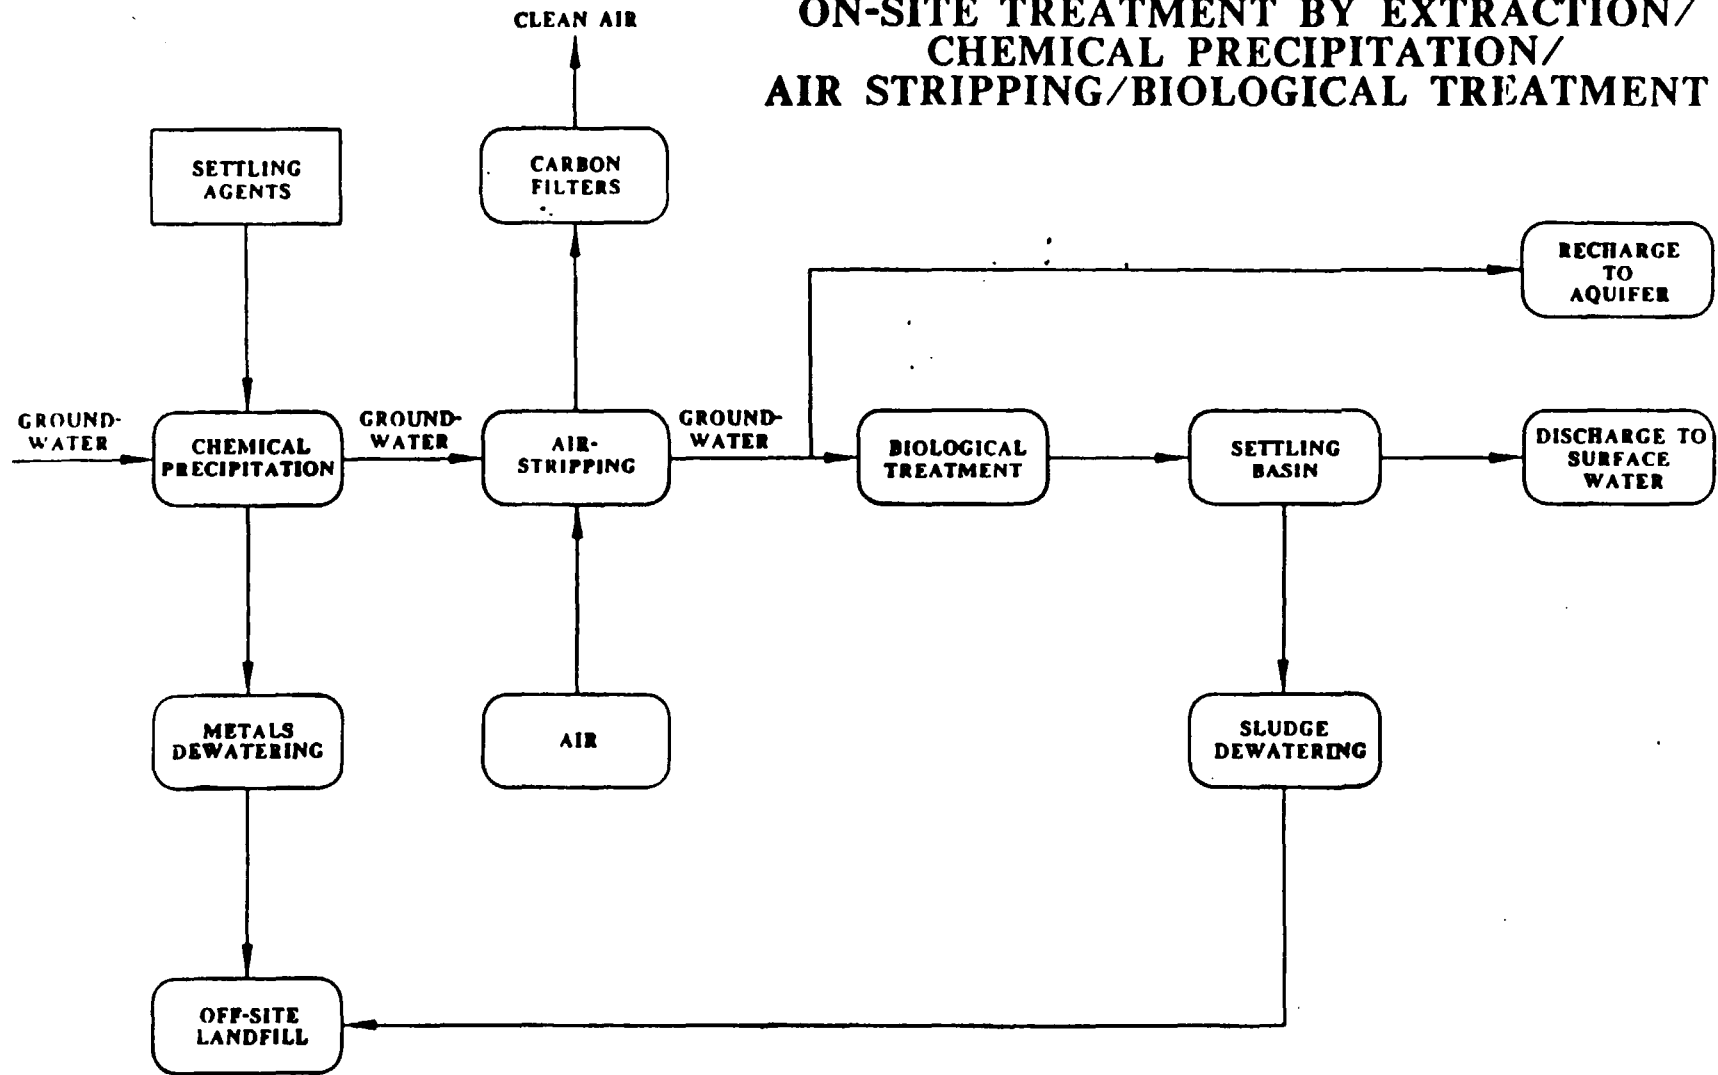 ON-SITE TREATMENT BY EXTRACTION/
CHEMICAL PRECIPITATION/
AIR STRIPPING/BIOLOGICAL TREATMENT
CLEAN AIR
SETTLING
AGENTS
CARBON
FILTERS
RECHARGE
TO
AQUIFER
GROUND-
WATER
CHEMICAL
PRECIPITATION
GROUND-
WATER
AIR-
STRIPPING
GROUND-
WATER
BIOLOGICAL
TREATMENT
SETTLING
BASIN
DISCHARGE TO
SURFACE
WATER
METALS
DEWATERING
AIR
SLUDGE
DEWATERING
OFF-SITE
LANDFILL